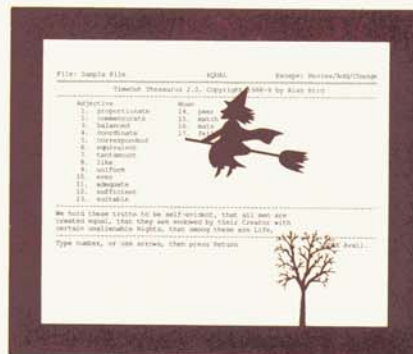 File: Sample File EQUAL Escape: Review/Add/Change
TimeOut Thesaurus 2.0, Copyright by Alan Bird
Adjective Noun
1. proportionate 14. peer
2. commensurate 15. match
3. balanced 16. mate
4. coordinate 17.
5. correspondent
6. equivalent
7. tantamount
8. like
9. uniform
10. even
11. adequate
12. sufficient
13. suitable
We hold these truths to be self-evident, that all men are
created equal, that they are endowed by their Creator with
certain unalienable Rights, that among these are Life,
Type number, or use arrows, then press Return Avail.